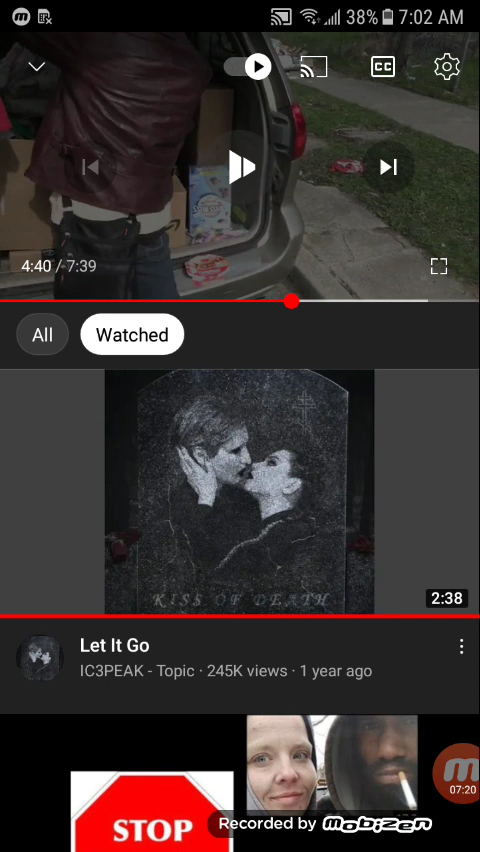 38% 7:02 AM
CC
4:40 / 7:39
All
Watched
KISS OF DEATH
2:38
Let It Go
IC3PEAK - Topic · 245K views · 1 year ago
STOP
07:20
Recorded by Mobizen